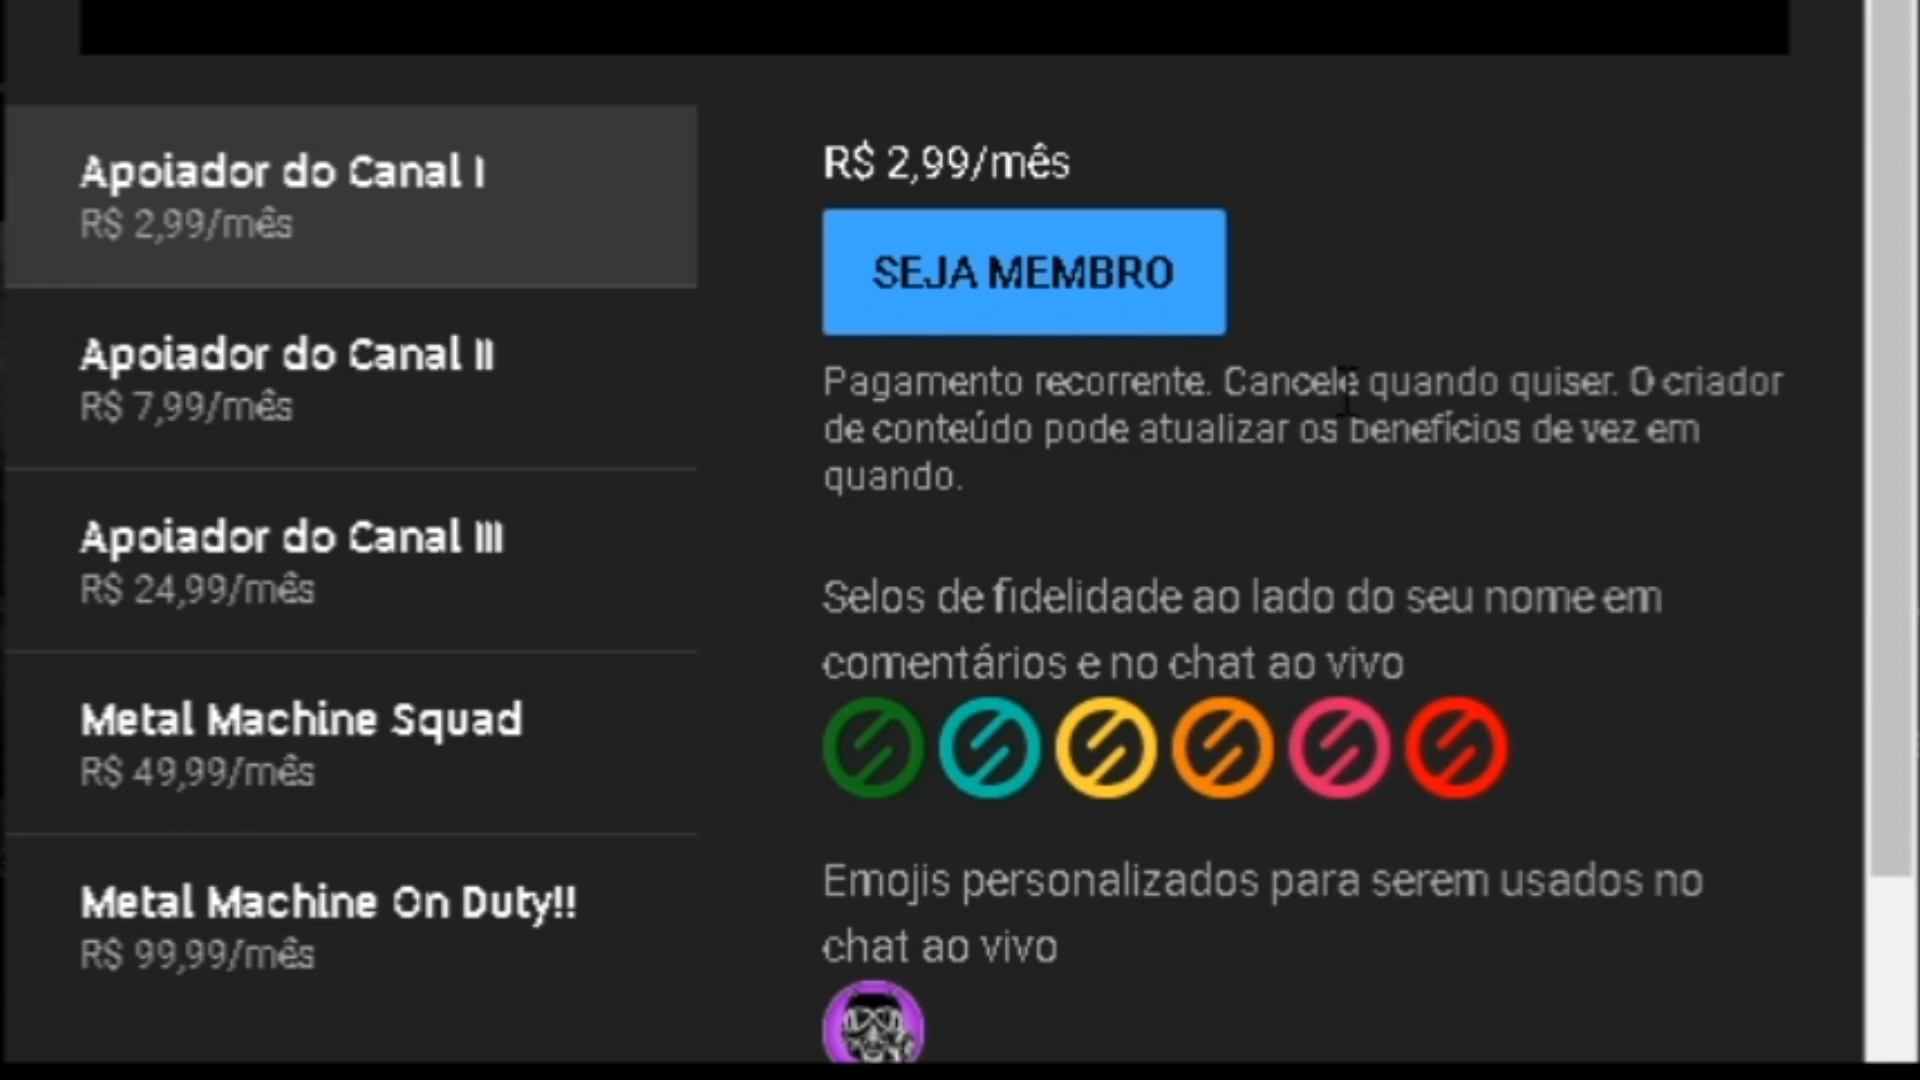 Apoiador do Canal I
R$ 2,99/mês
Apoiador do Canal II
R$ 7,99/mês
Apoiador do Canal III
R$ 24,99/mês
Metal Machine Squad
R$ 49,99/mês
Metal Machine On Duty!!
R$ 99,99/mês
R$ 2,99/mês
SEJA MEMBRO
Pagamento recorrente. Cancele quando quiser. O criador
de conteúdo pode atualizar os benefícios de vez em
quando.
Selos de fidelidade ao lado do seu nome em
comentários e no chat ao vivo
Emojis personalizados para serem usados no
chat ao vivo